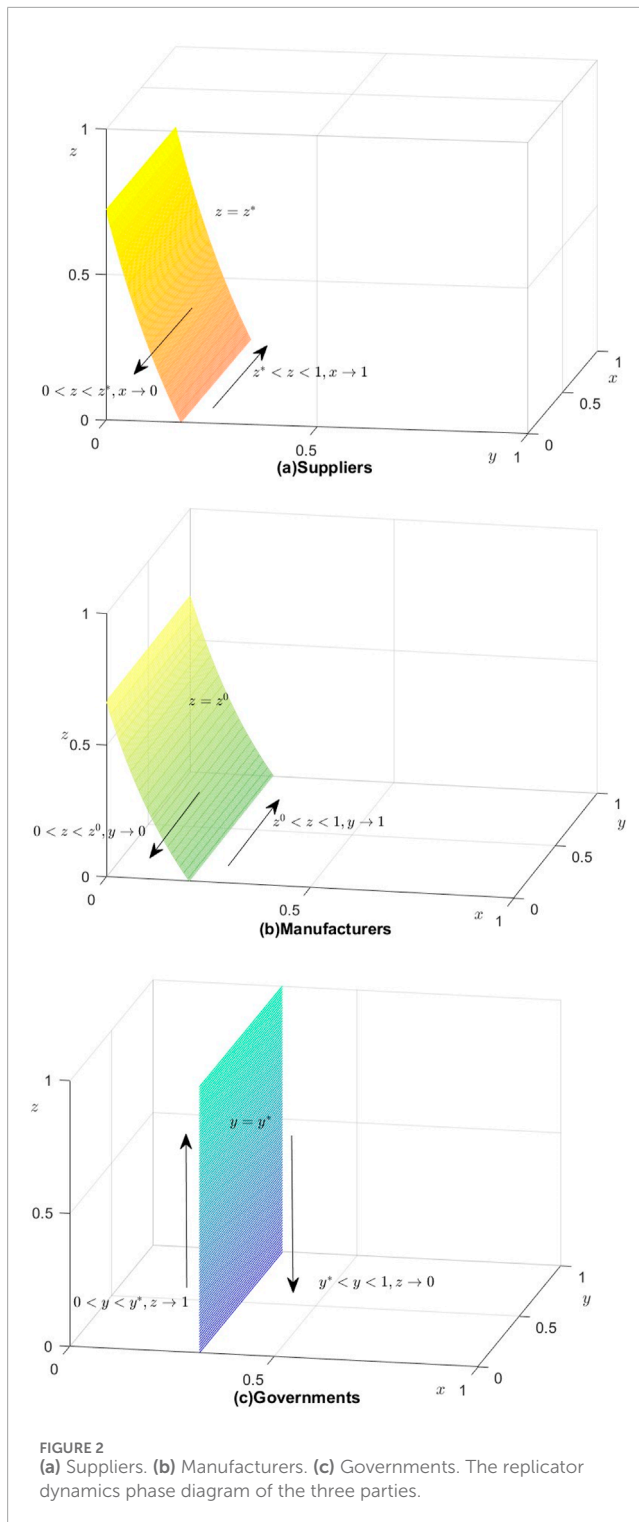 1
z
z = z*
0.5
1
x
0.5
0 < z < z*, x → 0
z* < z < 1, x → 1
0
0
0.5
y
1
0
(a)Suppliers
1
z = z⁰
z
0.5
1
y
0 < z < z⁰, y → 0
z⁰ < z < 1, y → 1
0.5
0
0
0.5
x
1
0
(b)Manufacturers
1
z
y = y*
0.5
1
y
0 < y < y*, z → 1
y* < y < 1, z → 0
0.5
0
0
0.5
x
1
0
(c)Governments
FIGURE 2
(a) Suppliers. (b) Manufacturers. (c) Governments. The replicator
dynamics phase diagram of the three parties.